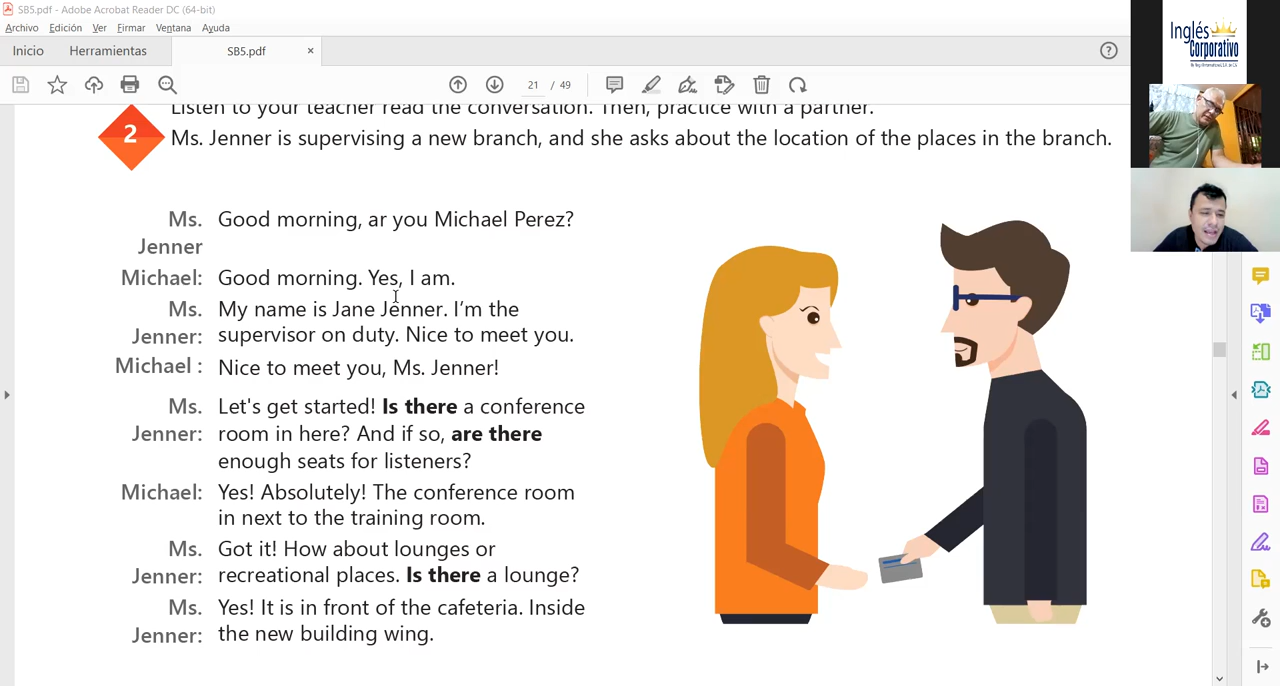 SB5.pdf - Adobe Acrobat Reader DC (64-bit)
Archivo Edición Ver Firmar Ventana Ayuda
Inicio Herramientas SB5.pdf ×
21 / 49
Inglés
Corporativo
Listen to your teacher read the conversation. Then, practice with a partner.
2
Ms. Jenner is supervising a new branch, and she asks about the location of the places in the branch.
Ms. Good morning, ar you Michael Perez?
Jenner
Michael: Good morning. Yes, I am.
Ms. My name is Jane Jenner. I'm the
Jenner: supervisor on duty. Nice to meet you.
Michael : Nice to meet you, Ms. Jenner!
Ms. Let's get started! Is there a conference
Jenner: room in here? And if so, are there
enough seats for listeners?
Michael: Yes! Absolutely! The conference room
in next to the training room.
Ms. Got it! How about lounges or
Jenner: recreational places. Is there a lounge?
Ms. Yes! It is in front of the cafeteria. Inside
Jenner: the new building wing.